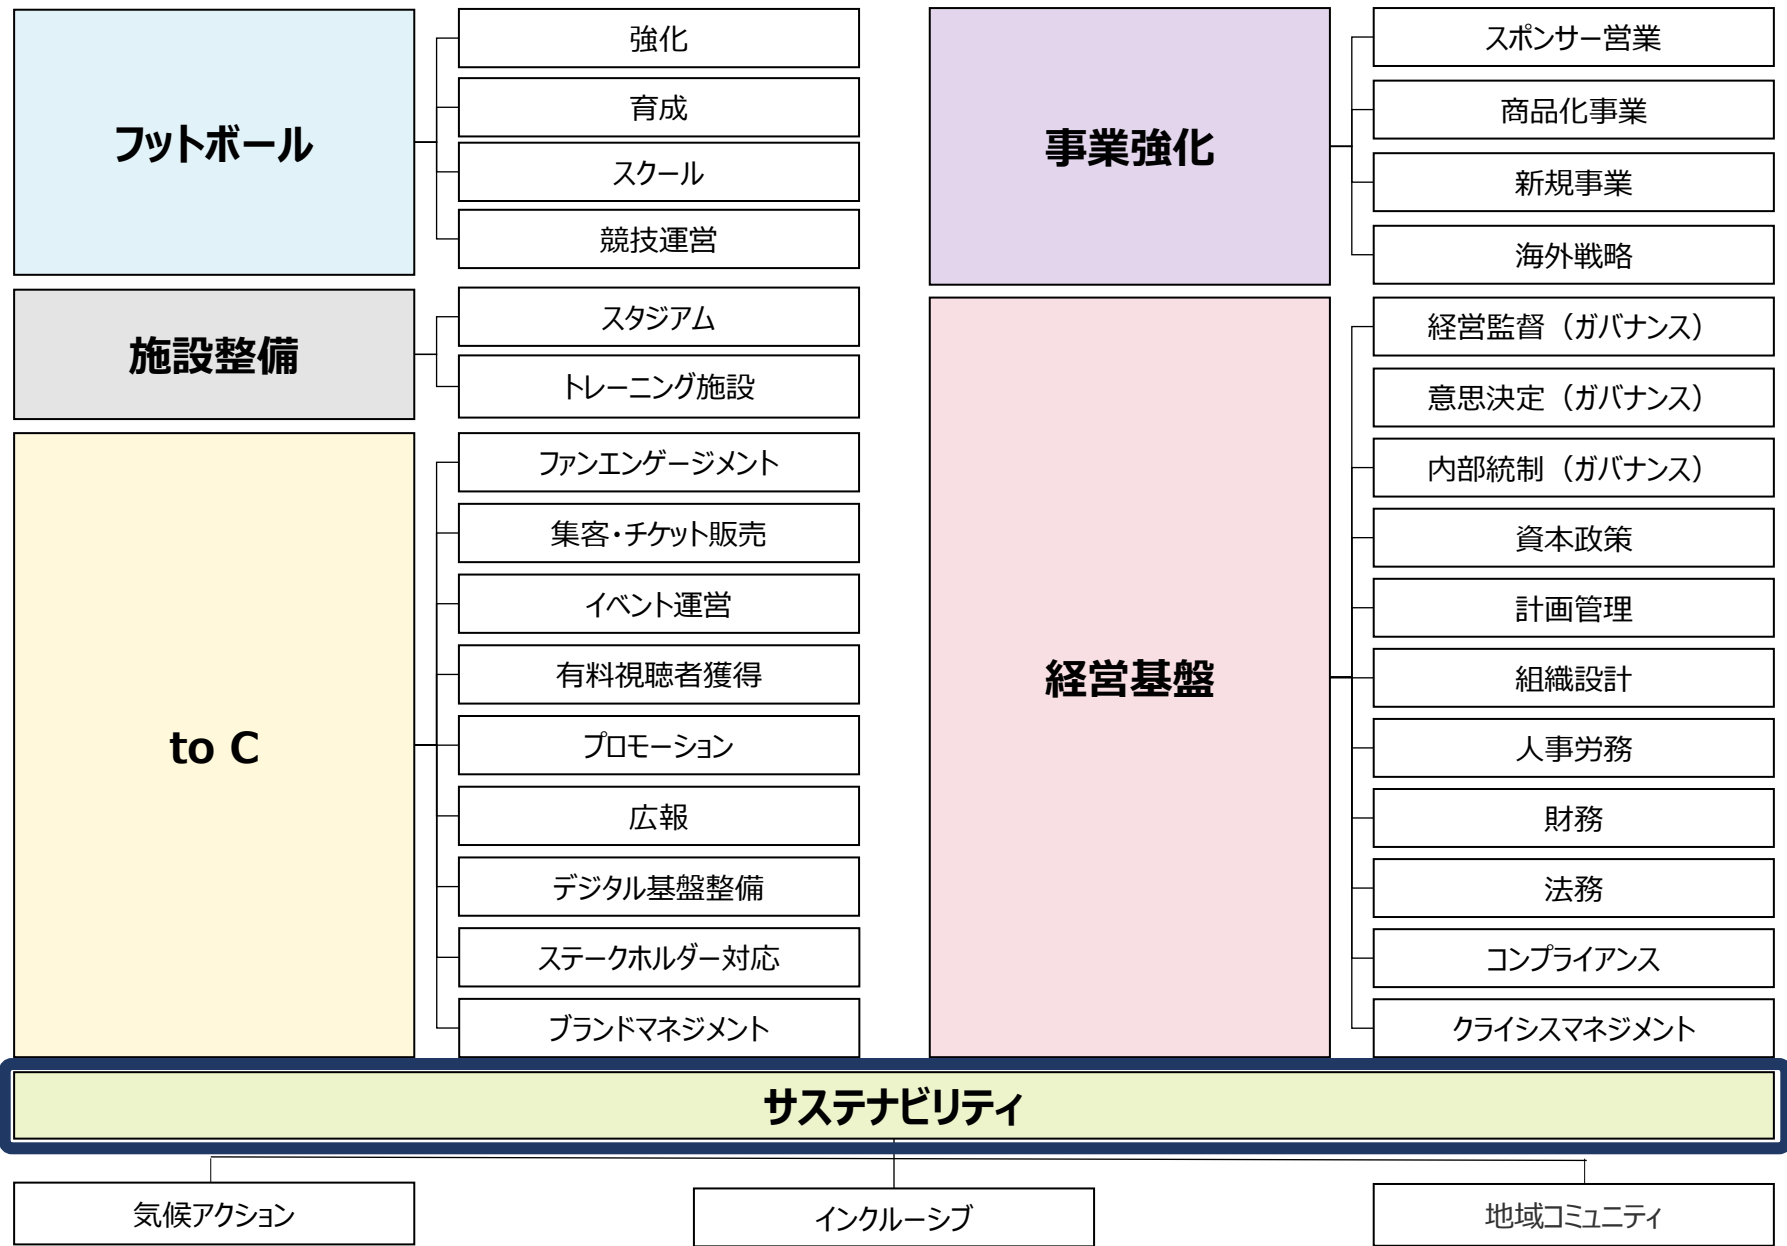 フットボール
強化
育成
スクール
競技運営
施設整備
スタジアム
トレーニング施設
to C
ファンエンゲージメント
集客・チケット販売
イベント運営
有料視聴者獲得
プロモーション
広報
デジタル基盤整備
ステークホルダー対応
ブランドマネジメント
事業強化
スポンサー営業
商品化事業
新規事業
海外戦略
経営基盤
経営監督（ガバナンス）
意思決定（ガバナンス）
内部統制（ガバナンス）
資本政策
計画管理
組織設計
人事労務
財務
法務
コンプライアンス
クライシスマネジメント
サステナビリティ
気候アクション
インクルーシブ
地域コミュニティ